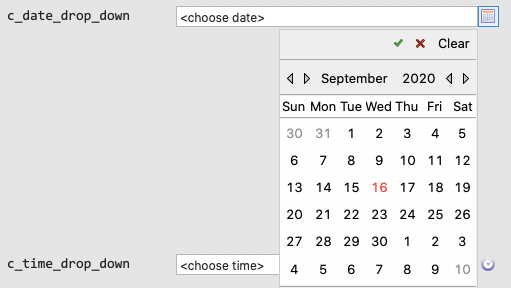 c_date_drop_down <choose date>
Clear
September 2020
Sun Mon Tue Wed Thu Fri Sat
30 31 1 2 3 4 5
6 7 8 9 10 11 12
13 14 15 16 17 18 19
20 21 22 23 24 25 26
27 28 29 30 1 2 3
c_time_drop_down <choose time>
4 5 6 7 8 9 10